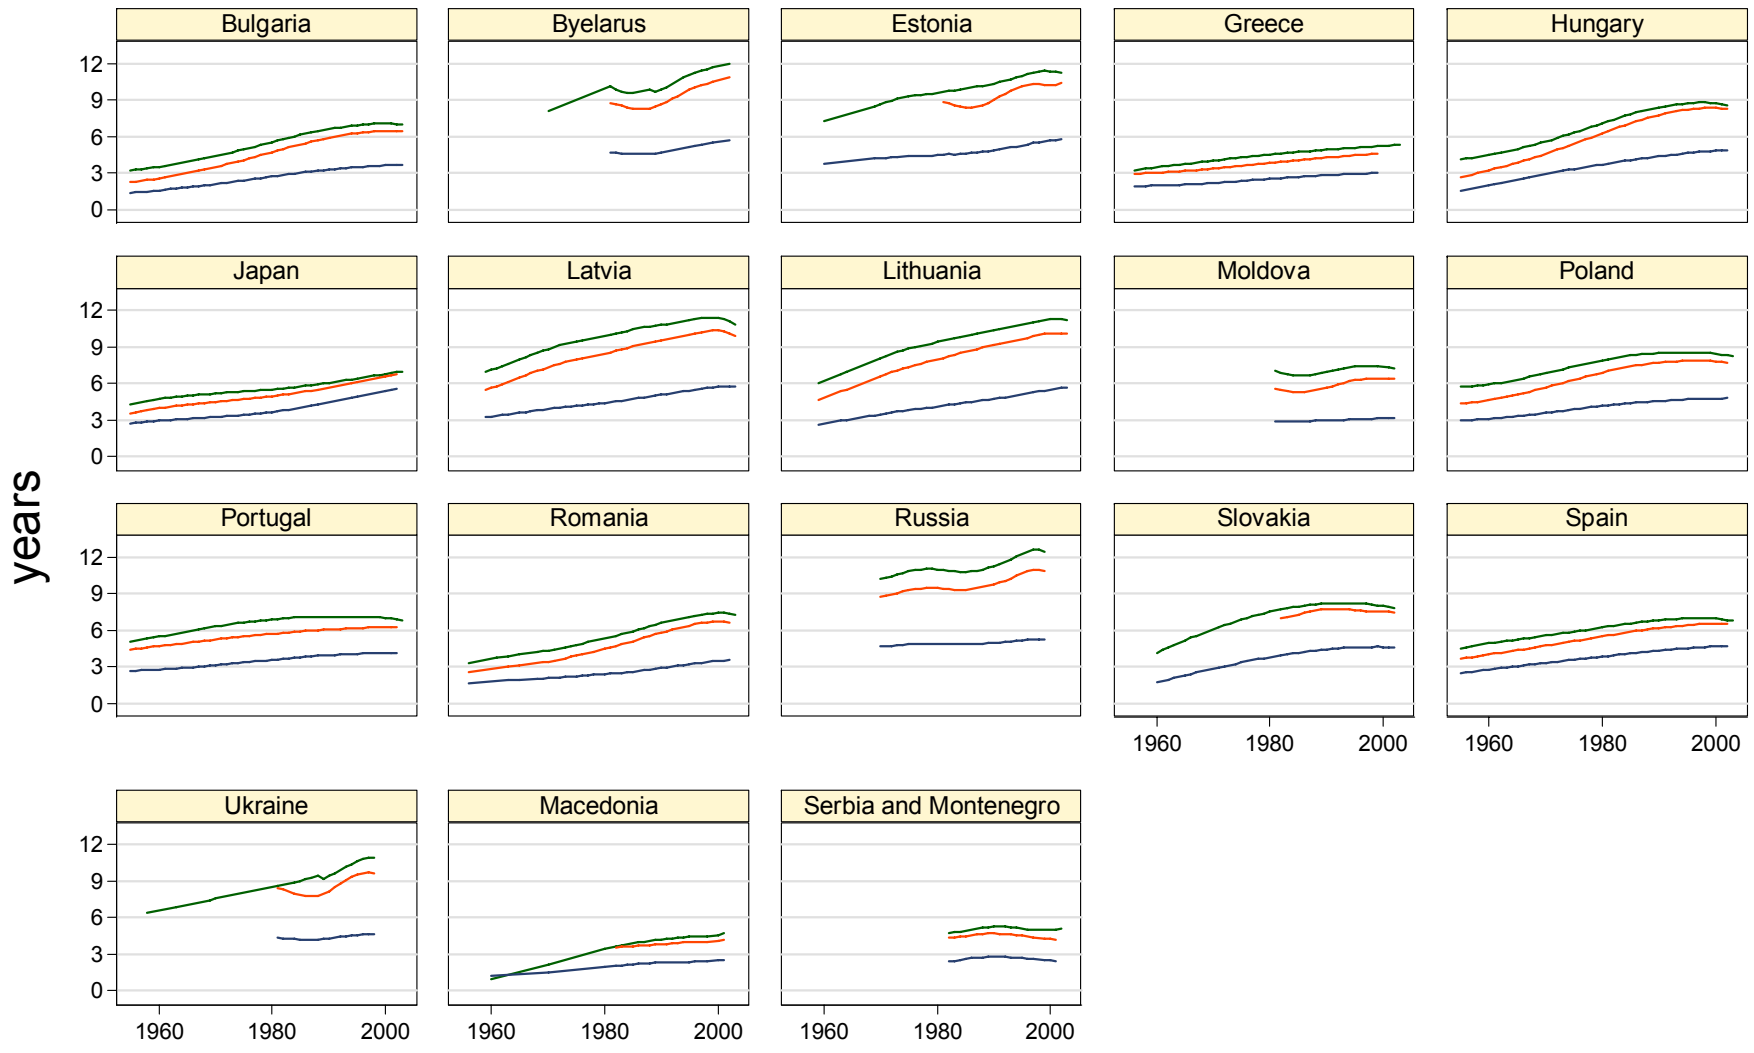 Bulgaria Byelarus Estonia Greece Hungary
12
9
6
3
0
Japan Latvia Lithuania Moldova Poland
12
9
6
3
0
years
Portugal Romania Russia Slovakia Spain
12
9
6
3
0
1960 1980 2000 1960 1980 2000
Ukraine Macedonia Serbia and Montenegro
12
9
6
3
0
1960 1980 2000 1960 1980 2000 1960 1980 2000